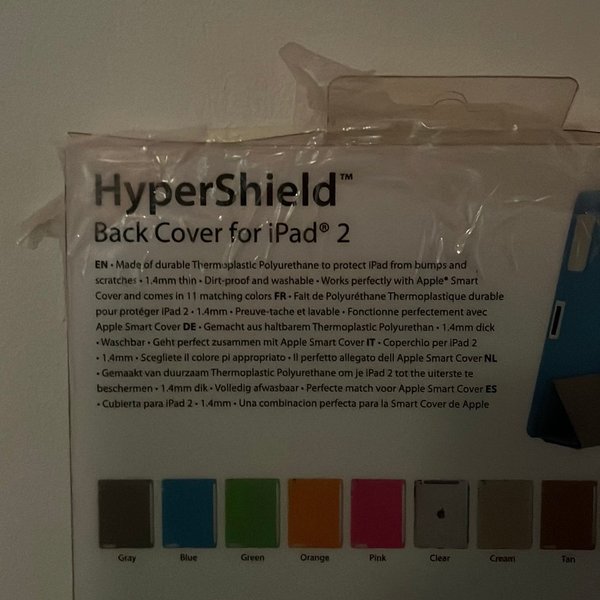 HyperShield™
Back Cover for iPad® 2
EN • Made of durable Thermoplastic Polyurethane to protect iPad from bumps and
scratches • 1.4mm thin • Dirt-proof and washable • Works perfectly with Apple® Smart
Cover and comes in 11 matching colors FR • Fait de Polyuréthane Thermoplastique durable
pour protéger iPad 2 • 1.4mm • Preuve-tache et lavable • Fonctionne perfectement avec
Apple Smart Cover DE • Gemacht aus haltbarem Thermoplastic Polyurethan • 1.4mm dick
• Waschbar • Geht perfect zusammen mit Apple Smart Cover IT • Coperchio per iPad 2
• 1.4mm • Scegliete il colore pi appropriato • Il perfetto allegato dell Apple Smart Cover NL
• Gemaakt van duurzaam Thermoplastic Polyurethane om je iPad 2 tot the uiterste te
beschermen • 1.4mm dik • Volledig afwasbaar • Perfecte match voor Apple Smart Cover ES
• Cubierta para iPad 2 • 1.4mm • Una combinacion perfecta para la Smart Cover de Apple
Gray Blue Green Orange Pink Clear Cream Tan